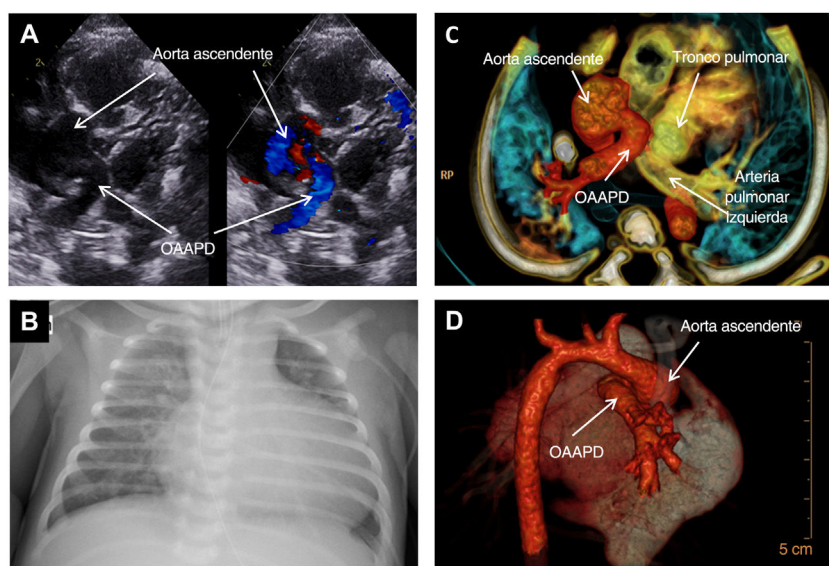 A
Aorta ascendente
OAAPD
B
C
Aorta ascendente
Tronco pulmonar
RP
OAAPD
Arteria
pulmonar
Izquierda
D
Aorta ascendente
OAAPD
5 cm